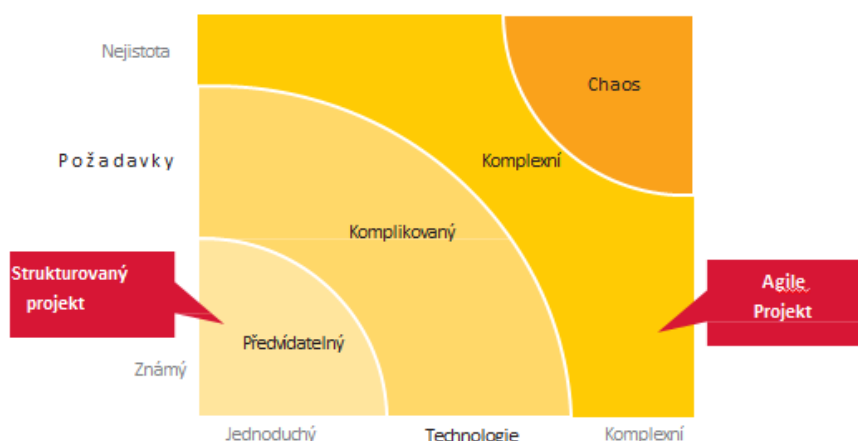 Nejistota
Chaos
Požadavky
Komplexní
Komplikovaný
Strukturovaný
projekt
Agile
Projekt
Předvídatelný
Známý
Jednoduchý
Technologie
Komplexní